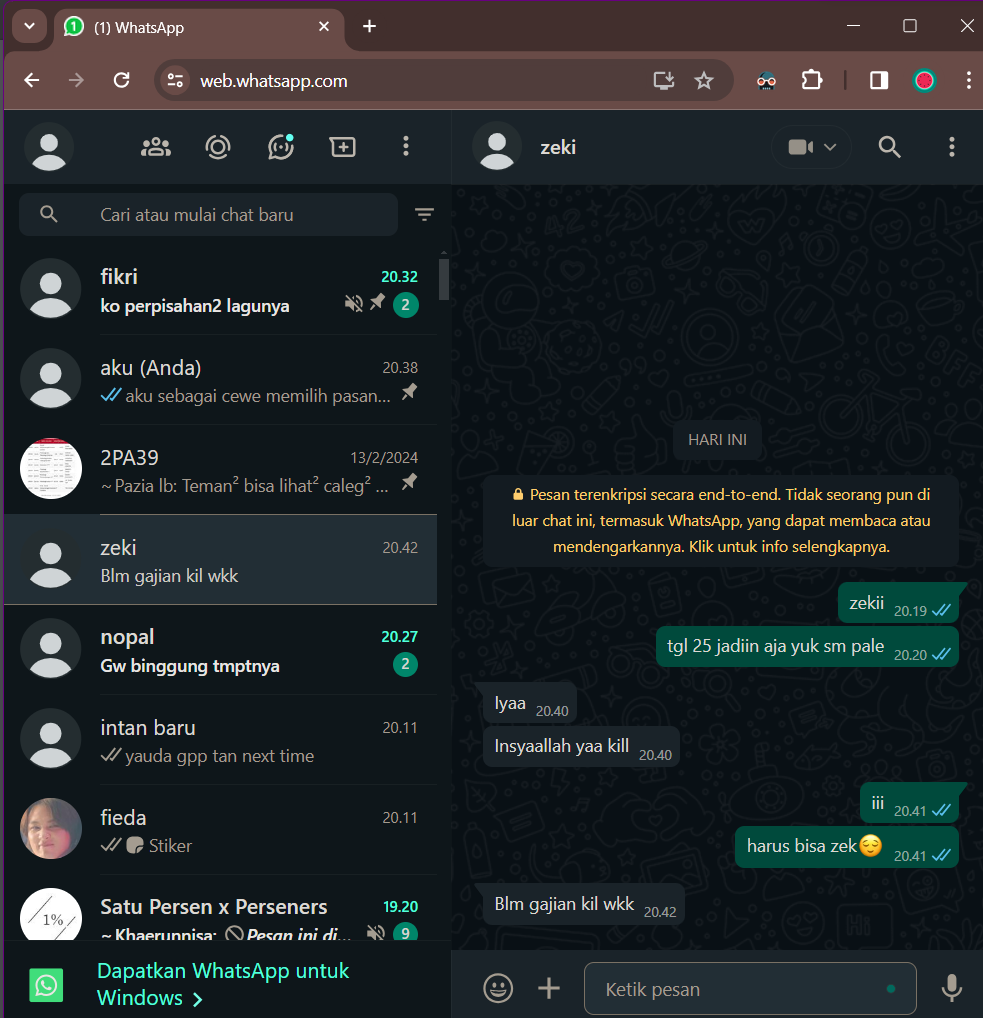 (1) WhatsApp
web.whatsapp.com
zeki
Cari atau mulai chat baru
fikri
20.32
ko perpisahan2 lagunya
2
aku (Anda)
20.38
aku sebagai cewe memilih pasan...
2PA39
13/2/2024
~ Pazia lb: Teman² bisa lihat² caleg² ...
zeki
20.42
Blm gajian kil wkk
nopal
20.27
Gw binggung tmptnya
2
intan baru
20.11
yauda gpp tan next time
fieda
20.11
Stiker
1%
Satu Persen x Perseners
19.20
~ Khaerunnisa: Pesan ini di...
9
Dapatkan WhatsApp untuk
Windows
HARI INI
Pesan terenkripsi secara end-to-end. Tidak seorang pun di
luar chat ini, termasuk WhatsApp, yang dapat membaca atau
mendengarkannya. Klik untuk info selengkapnya.
zekii 20.19
tgl 25 jadiin aja yuk sm pale 20.20
Iyaa 20.40
Insyaallah yaa kill 20.40
iii 20.41
harus bisa zek😌 20.41
Blm gajian kil wkk 20.42
Ketik pesan